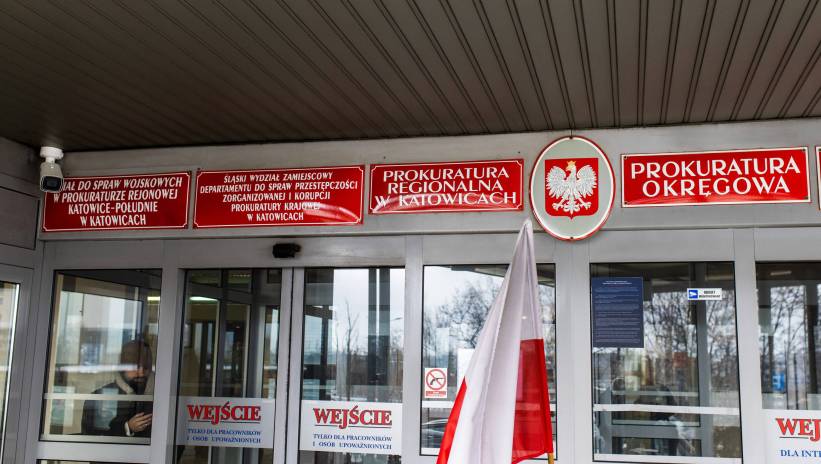 DO SPRAW WOJSKOWYCH
W PROKURATURZE REJONOWEJ
KATOWICE-POŁUDNIE
W KATOWICACH
ŚLĄSKI WYDZIAŁ ZAMIEJSCOWY
DEPARTAMENTU DO SPRAW PRZESTĘPCZOŚCI
ZORGANIZOWANEJ I KORUPCJI
PROKURATURY KRAJOWEJ
W KATOWICACH
PROKURATURA
REGIONALNA
W KATOWICACH
PROKURATURA
OKRĘGOWA
WEJŚCIE
TYLKO DLA PRACOWNIKÓW
I OSÓB UPOWAŻNIONYCH
WEJŚCIE
TYLKO DLA PRACOWNIKÓW
I OSÓB UPOWAŻNIONYCH
WEJ
DLA INTE